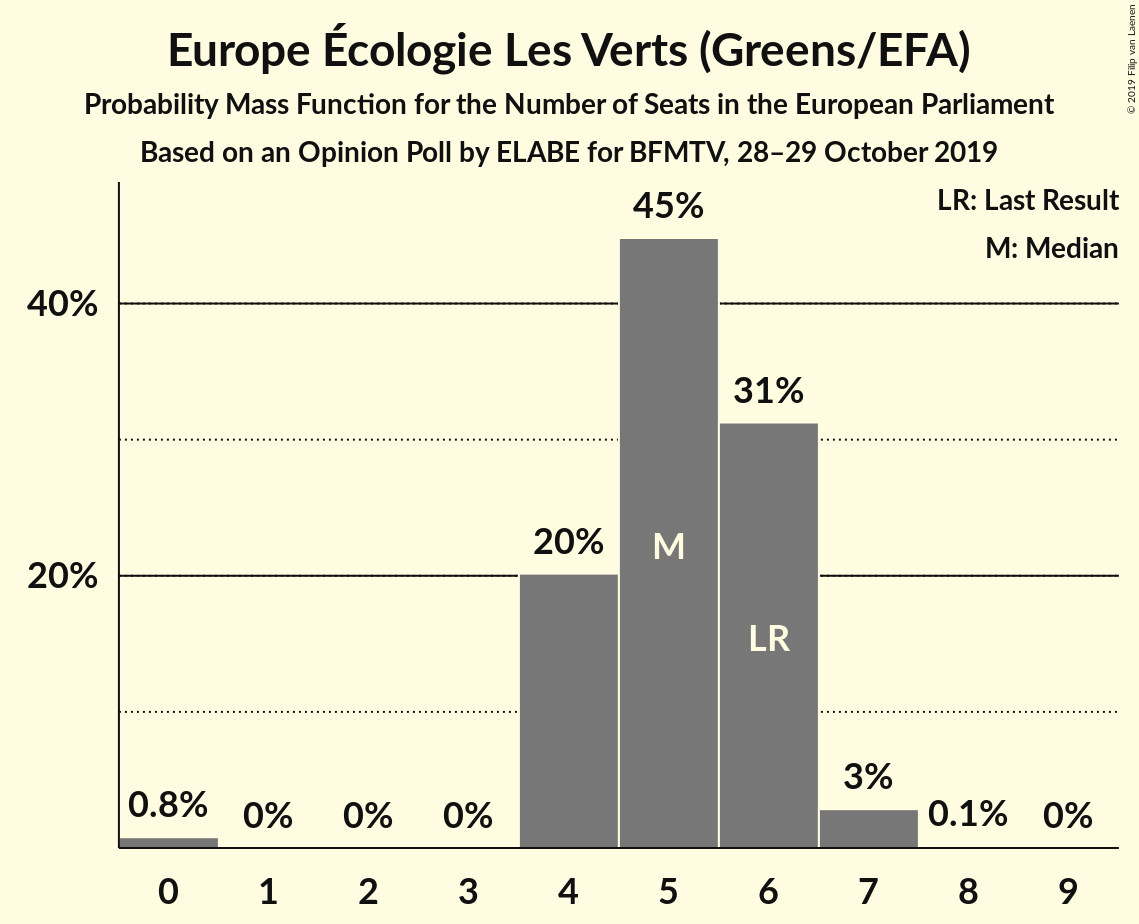 Europe Écologie Les Verts (Greens/EFA)
Probability Mass Function for the Number of Seats in the European Parliament
Based on an Opinion Poll by ELABE for BFMTV, 28–29 October 2019
© 2019 Filip van Laenen
LR: Last Result
M: Median
45%
40%
31%
20%
20%
M
LR
0.8%
0%
0%
0%
3%
0.1%
0%
0 1 2 3 4 5 6 7 8 9